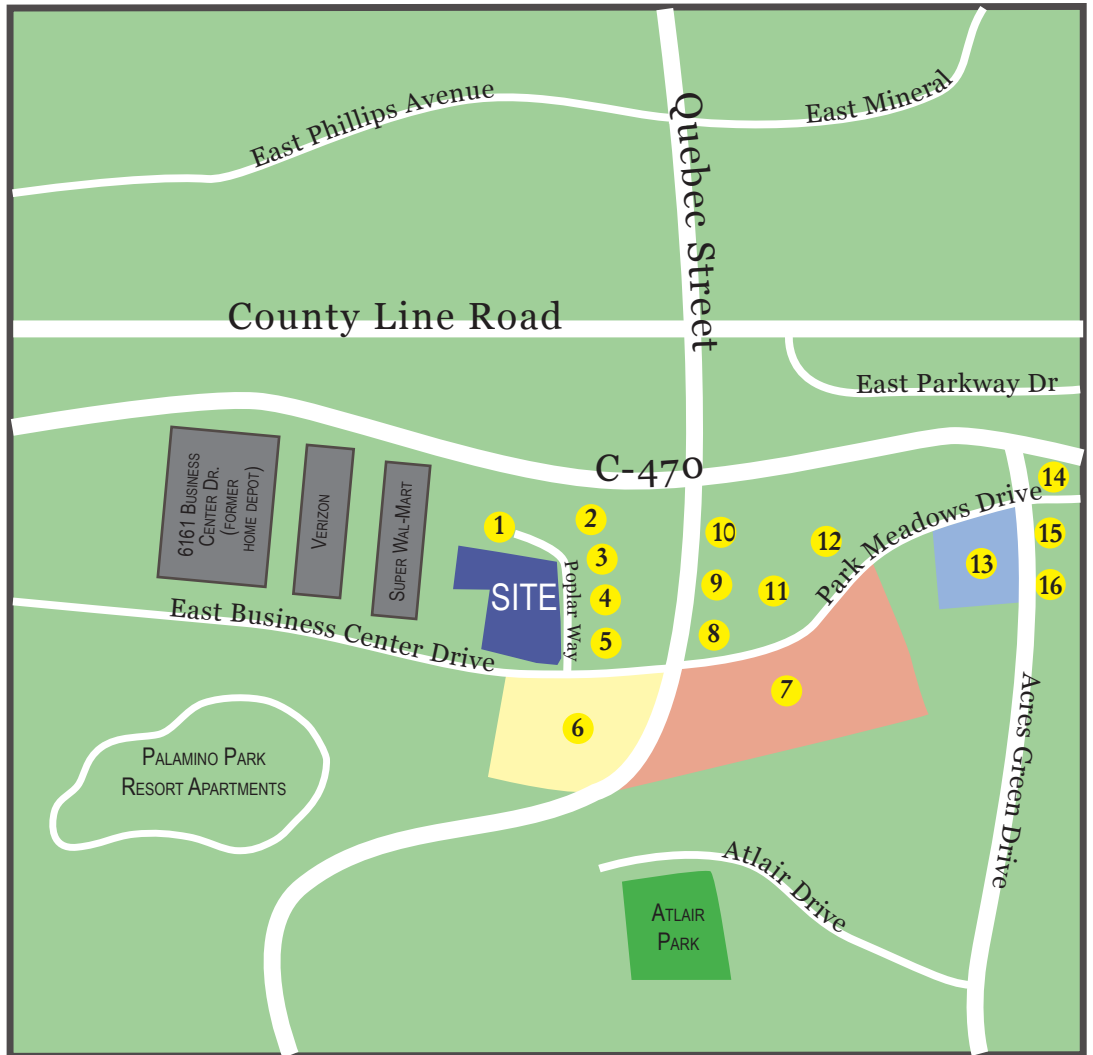 East Phillips Avenue
East Mineral
Quebec Street
County Line Road
East Parkway Dr
C-470
6161 Business
Center Dr.
(former
home depot)
Verizon
Super Wal-Mart
1
2
3
4
5
SITE
Poplar Way
10
9
8
11
12
Park Meadows Drive
13
14
15
16
East Business Center Drive
6
7
Palamino Park
Resort Apartments
Acres Green Drive
Atlair Drive
Atlair
Park